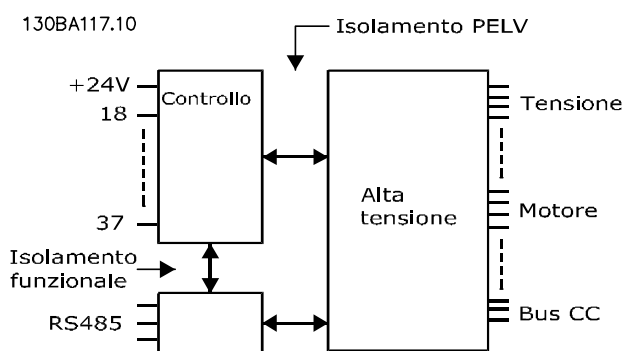 130BA117.10
Isolamento PELV
+24V
Controllo
18
Tensione
Alta
tensione
37
Motore
Isolamento
funzionale
RS485
Bus CC